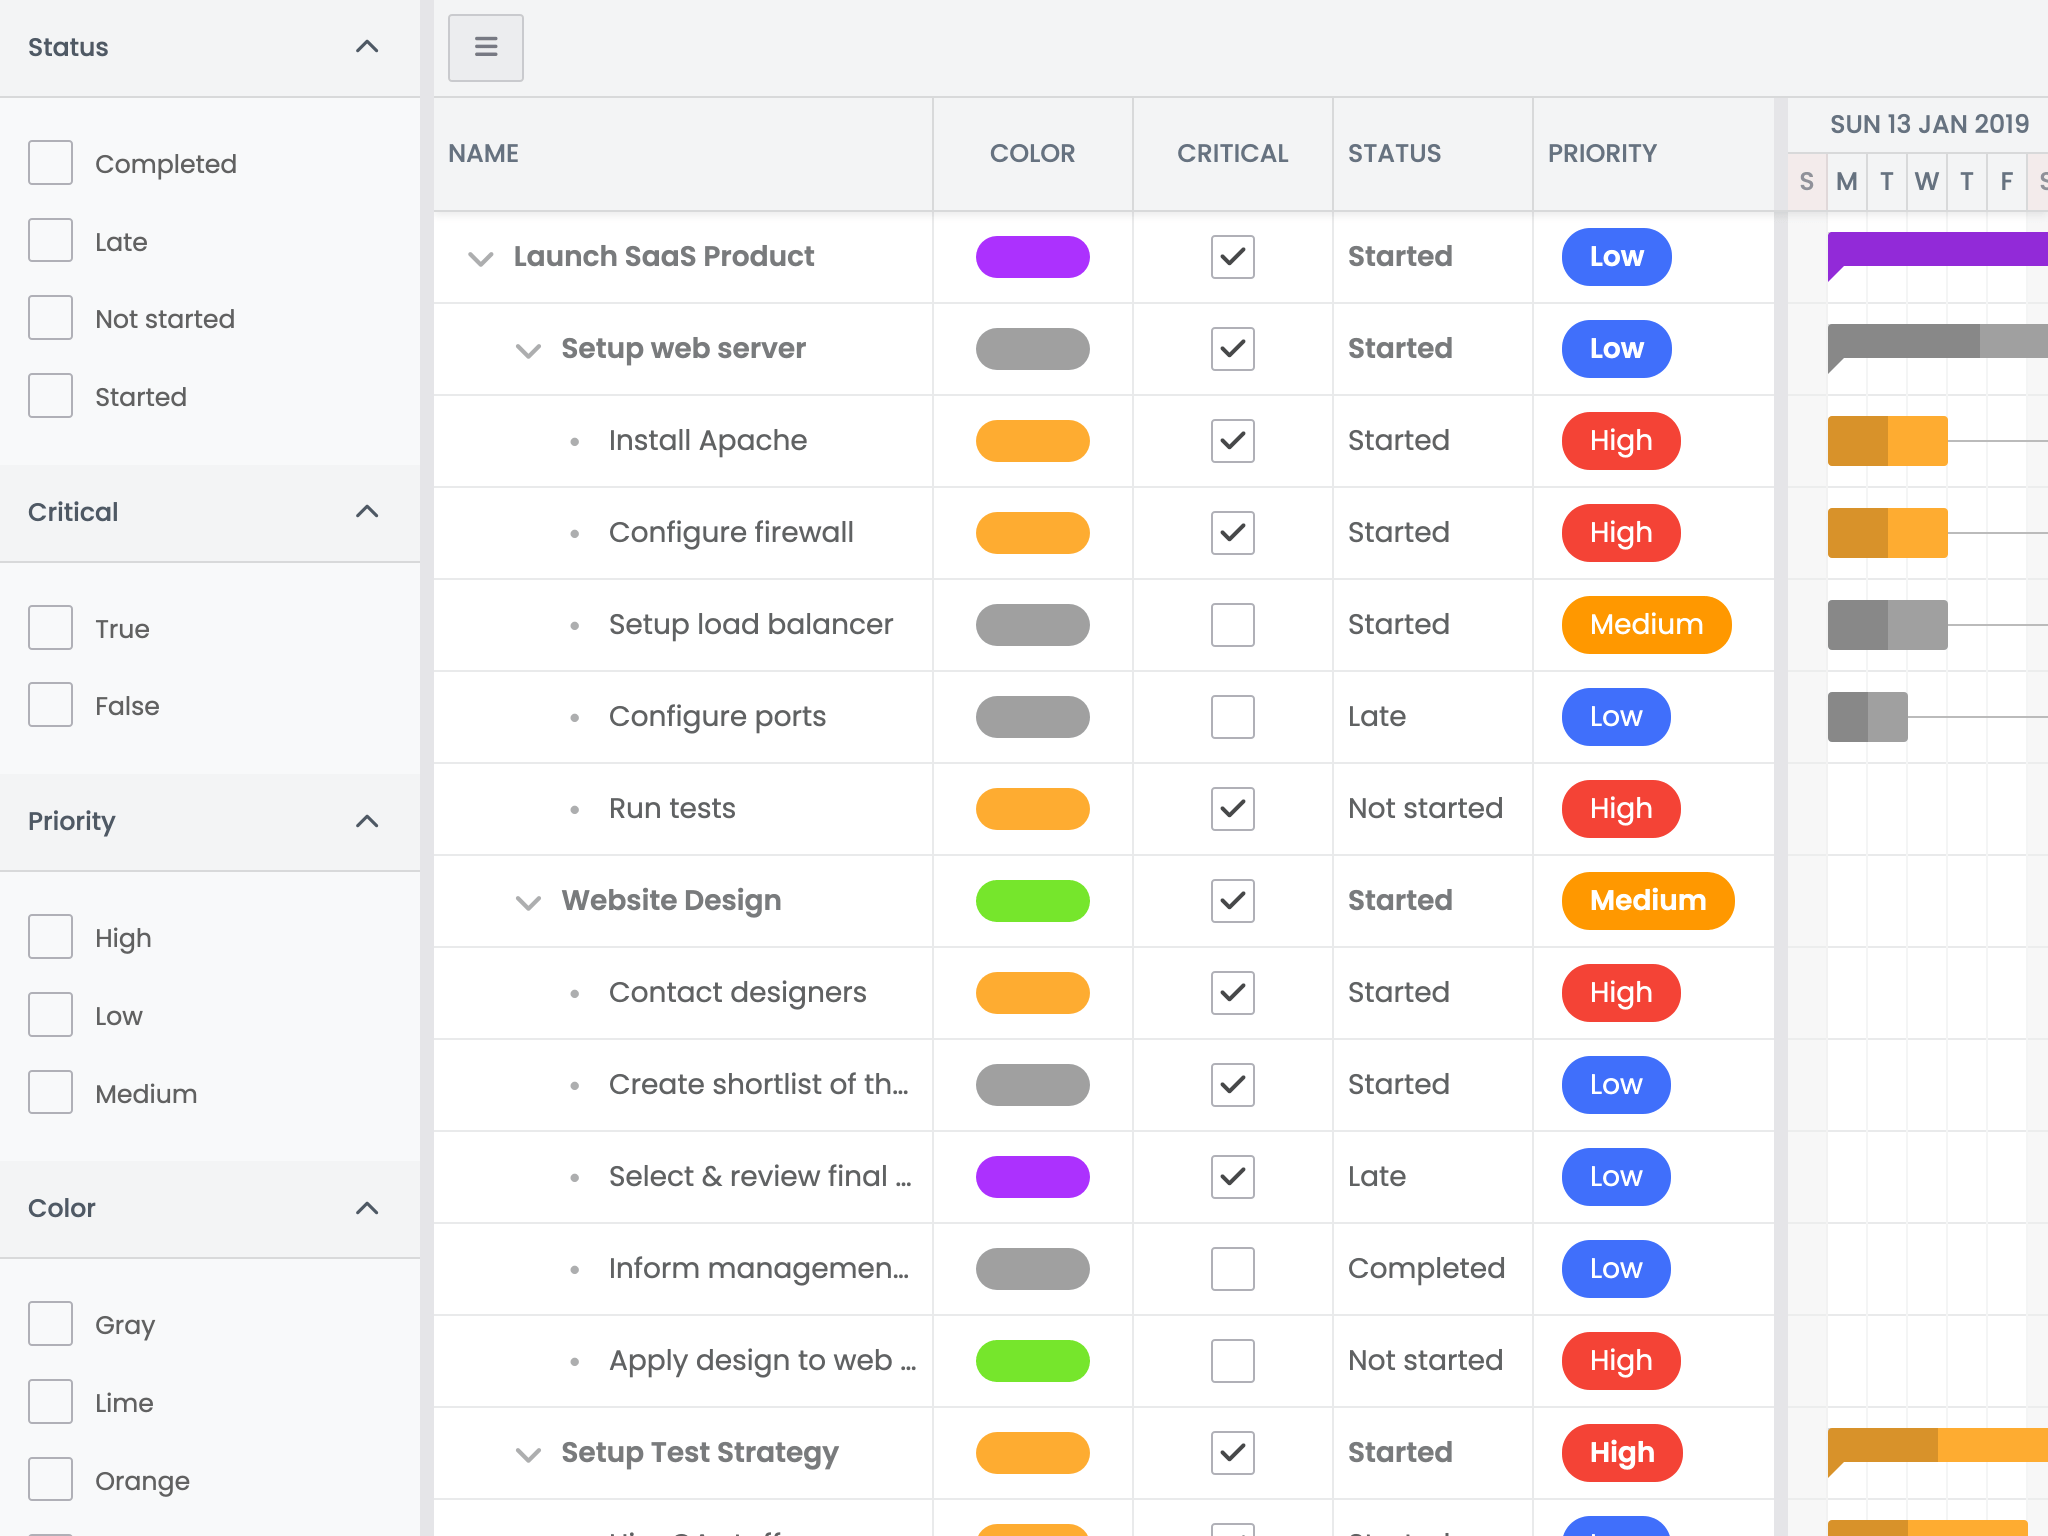 Status
Completed
Late
Not started
Started
Critical
True
False
Priority
High
Low
Medium
Color
Gray
Lime
Orange
NAME COLOR CRITICAL STATUS PRIORITY
SUN 13 JAN 2019
S M T W T F S
Launch SaaS Product Started Low
Setup web server Started Low
Install Apache Started High
Configure firewall Started High
Setup load balancer Started Medium
Configure ports Late Low
Run tests Not started High
Website Design Started Medium
Contact designers Started High
Create shortlist of th... Started Low
Select & review final ... Late Low
Inform managemen... Completed Low
Apply design to web ... Not started High
Setup Test Strategy Started High